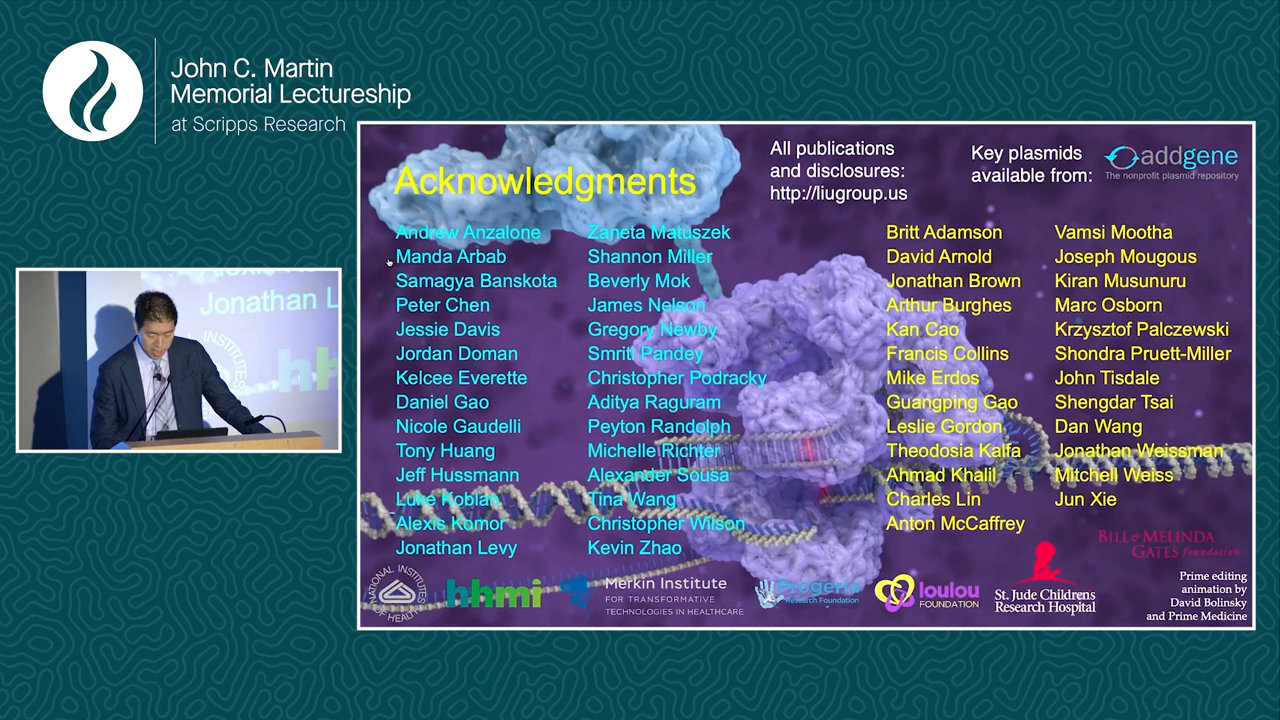 John C. Martin
Memorial Lectureship
at Scripps Research
Acknowledgments
All publications
and disclosures:
http://liugroup.us
Key plasmids
available from:
addgene
The nonprofit plasmid repository
Andrew Anzalone
Manda Arbab
Samagya Banskota
Peter Chen
Jessie Davis
Jordan Doman
Kelcee Everette
Daniel Gao
Nicole Gaudelli
Tony Huang
Jeff Hussmann
Luke Koblan
Alexis Komor
Jonathan Levy
Zaneta Matuszek
Shannon Miller
Beverly Mok
James Nelson
Gregory Newby
Smriti Pandey
Christopher Podracky
Aditya Raguram
Peyton Randolph
Michelle Richter
Alexander Sousa
Tina Wang
Christopher Wilson
Kevin Zhao
Britt Adamson
David Arnold
Jonathan Brown
Arthur Burghes
Kan Cao
Francis Collins
Mike Erdos
Guangping Gao
Leslie Gordon
Theodosia Kalfa
Ahmad Khalil
Charles Lin
Anton McCaffrey
Vamsi Mootha
Joseph Mougous
Kiran Musunuru
Marc Osborn
Krzysztof Palczewski
Shondra Pruett-Miller
John Tisdale
Shengdar Tsai
Dan Wang
Jonathan Weissman
Mitchell Weiss
Jun Xie
NATIONAL INSTITUTES
OF HEALTH
hhmi
Merkin Institute
FOR TRANSFORMATIVE
TECHNOLOGIES IN HEALTHCARE
Progeria
Research Foundation
loulou
FOUNDATION
St. Jude Childrens
Research Hospital
BILL & MELINDA
GATES foundation
Prime editing
animation by
David Bolinsky
and Prime Medicine
Jonathan L
INSTITUTE
hh